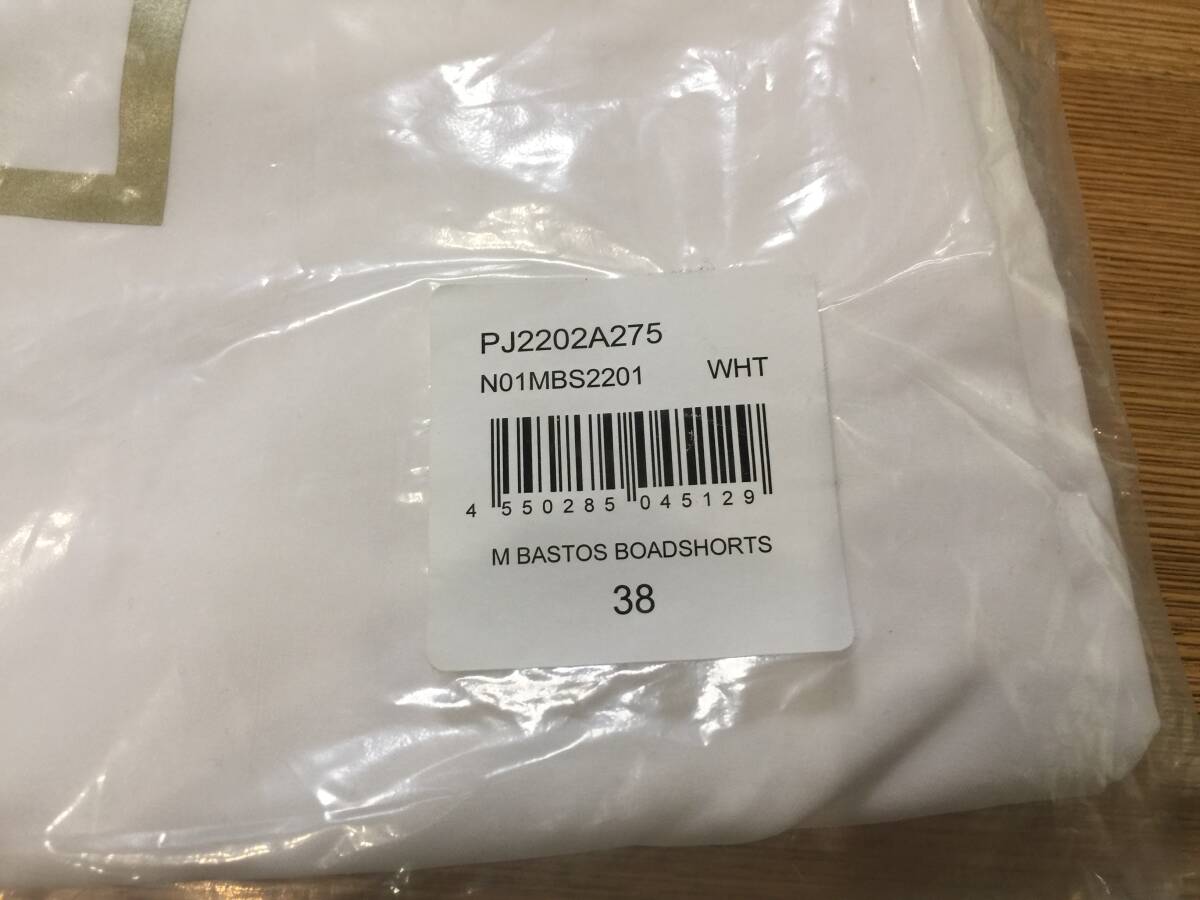 PJ2202A275
N01MBS2201 WHT
4 550285 045129
M BASTOS BOADSHORTS
38